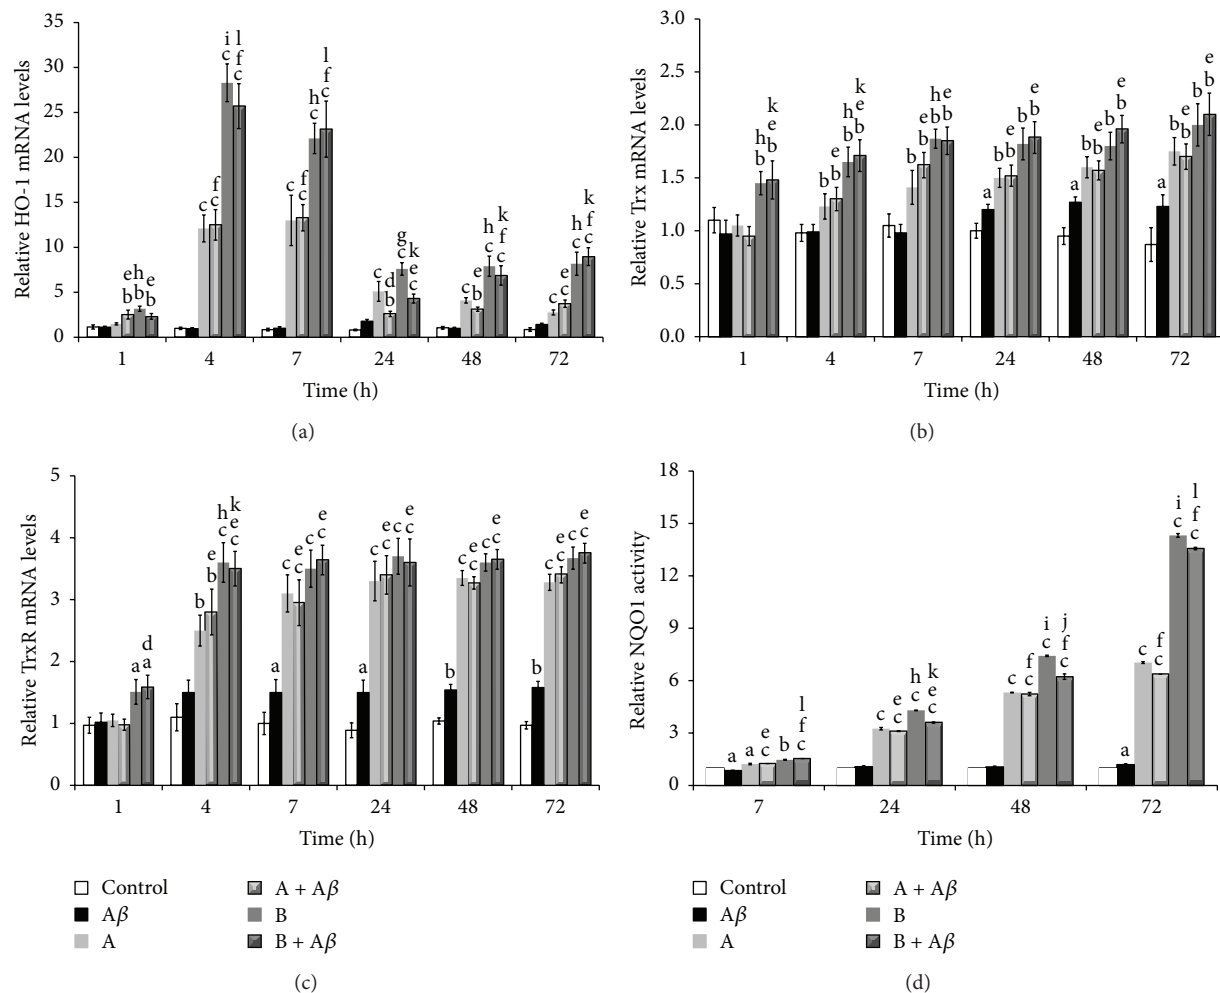 35
30
25
20
15
10
5
0
Relative HO-1 mRNA levels
e
b
h
b
e
b
c
f
c
i
c
l
f
c
c
f
c
h
c
l
f
c
c
d
b
g
c
k
e
c
c
e
b
h
c
k
f
c
c
e
c
h
c
k
f
c
1 4 7 24 48 72
Time (h)
(a)
3.0
2.5
2.0
1.5
1.0
0.5
0.0
Relative Trx mRNA levels
h
b
k
e
b
b
e
b
h
b
k
e
b
b
e
b
h
b
e
b
a
b
e
b
b
e
b
a
b
e
b
b
e
b
a
b
e
b
b
e
b
1 4 7 24 48 72
Time (h)
(b)
5
4
3
2
1
0
Relative TrxR mRNA levels
a
d
a
b
e
b
h
c
k
e
c
a
c
e
c
c
e
c
a
c
e
c
c
e
c
b
c
e
c
c
e
c
b
c
e
c
c
e
c
1 4 7 24 48 72
Time (h)
Control
Aβ
A
A + Aβ
B
B + Aβ
(c)
18
15
12
9
6
3
0
Relative NQO1 activity
a
a
e
c
b
l
f
c
c
e
c
h
c
k
e
c
c
f
c
i
c
j
f
c
a
c
f
c
i
c
l
f
c
7 24 48 72
Time (h)
Control
Aβ
A
A + Aβ
B
B + Aβ
(d)